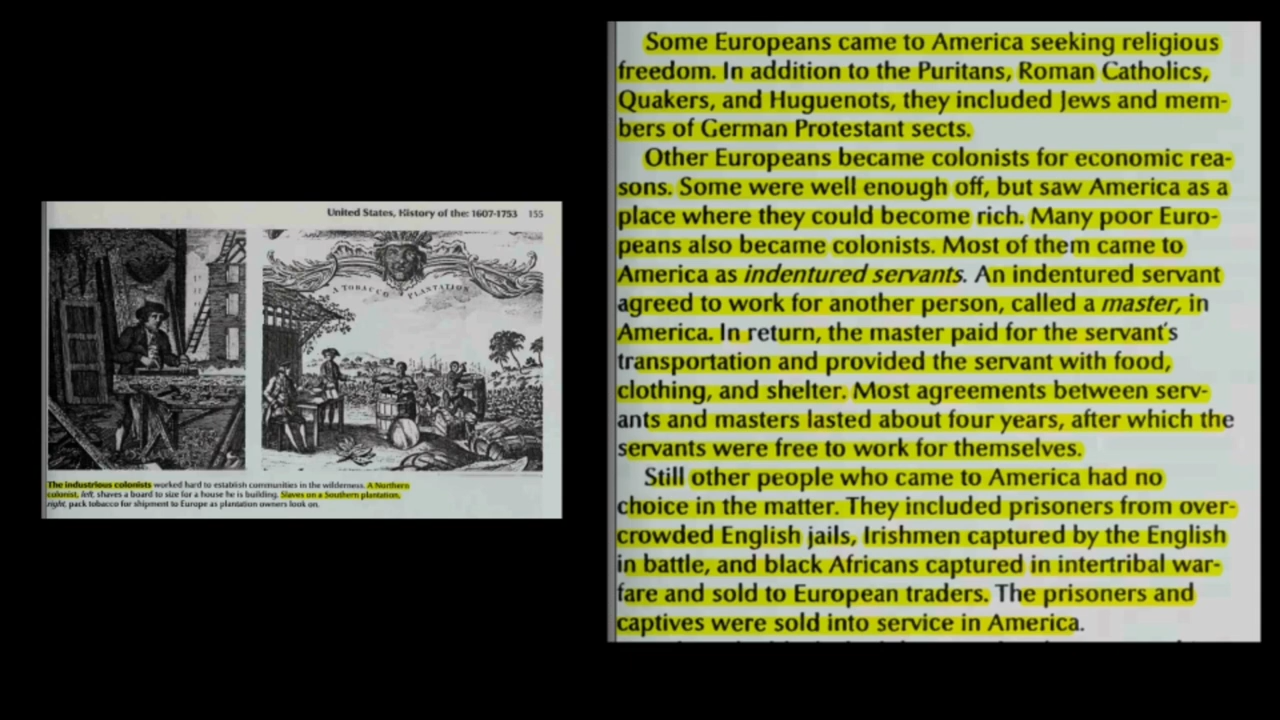 United States, History of the: 1607-1753 155
A TOBACCO PLANTATION
The industrious colonists worked hard to establish communities in the wilderness. A Northern
colonist, left, shaves a board to size for a house he is building. Slaves on a Southern plantation,
right, pack tobacco for shipment to Europe as plantation owners look on.
Some Europeans came to America seeking religious
freedom. In addition to the Puritans, Roman Catholics,
Quakers, and Huguenots, they included Jews and mem-
bers of German Protestant sects.
Other Europeans became colonists for economic rea-
sons. Some were well enough off, but saw America as a
place where they could become rich. Many poor Euro-
peans also became colonists. Most of them came to
America as indentured servants. An indentured servant
agreed to work for another person, called a master, in
America. In return, the master paid for the servant's
transportation and provided the servant with food,
clothing, and shelter. Most agreements between serv-
ants and masters lasted about four years, after which the
servants were free to work for themselves.
Still other people who came to America had no
choice in the matter. They included prisoners from over-
crowded English jails, Irishmen captured by the English
in battle, and black Africans captured in intertribal war-
fare and sold to European traders. The prisoners and
captives were sold into service in America.